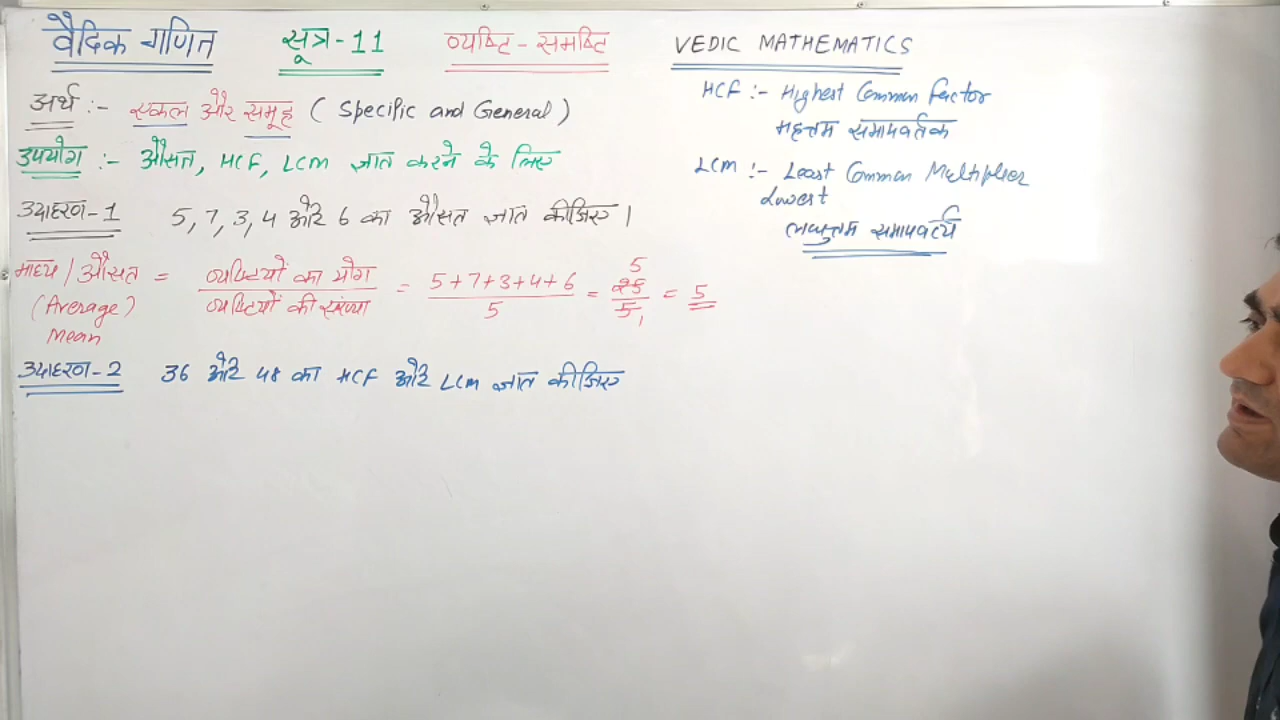 वैदिक गणित सूत्र-11 व्यष्टि-समष्टि VEDIC MATHEMATICS
अर्थ :- एकल और समूह (Specific and General)
उपयोग :- औसत, HCF, LCM ज्ञात करने के लिए
उदाहरण-1 5, 7, 3, 4 और 6 का औसत ज्ञात कीजिए।
माध्य/औसत = व्यष्टियों का योग / व्यष्टियों की संख्या = 5+7+3+4+6 / 5 = 25 5 / 5 1 = 5
(Average)
Mean
उदाहरण-2 36 और 48 का HCF और LCM ज्ञात कीजिए
HCF :- Highest Common Factor
महत्तम समापवर्तक
LCM :- Least Common Multiplier
Lowest
लघुत्तम समापवर्त्य